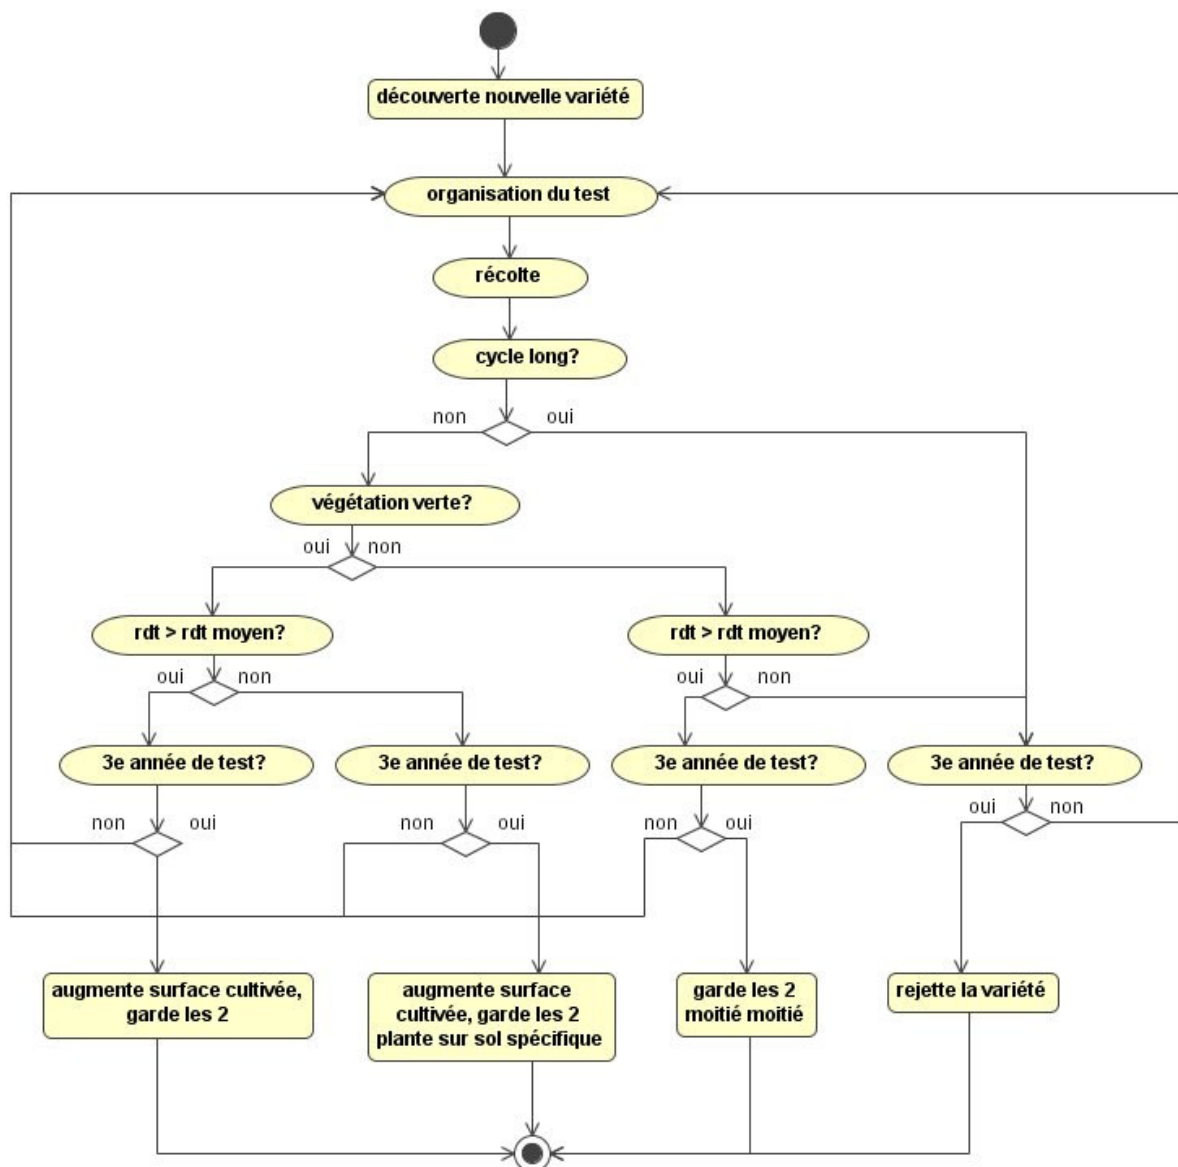 découverte nouvelle variété
organisation du test
récolte
cycle long?
non oui
végétation verte?
oui non
rdt > rdt moyen?
rdt > rdt moyen?
oui non
oui non
3e année de test?
3e année de test?
3e année de test?
3e année de test?
non oui
non oui
non oui
oui non
augmente surface cultivée,
garde les 2
augmente surface
cultivée, garde les 2
plante sur sol spécifique
garde les 2
moitié moitié
rejette la variété